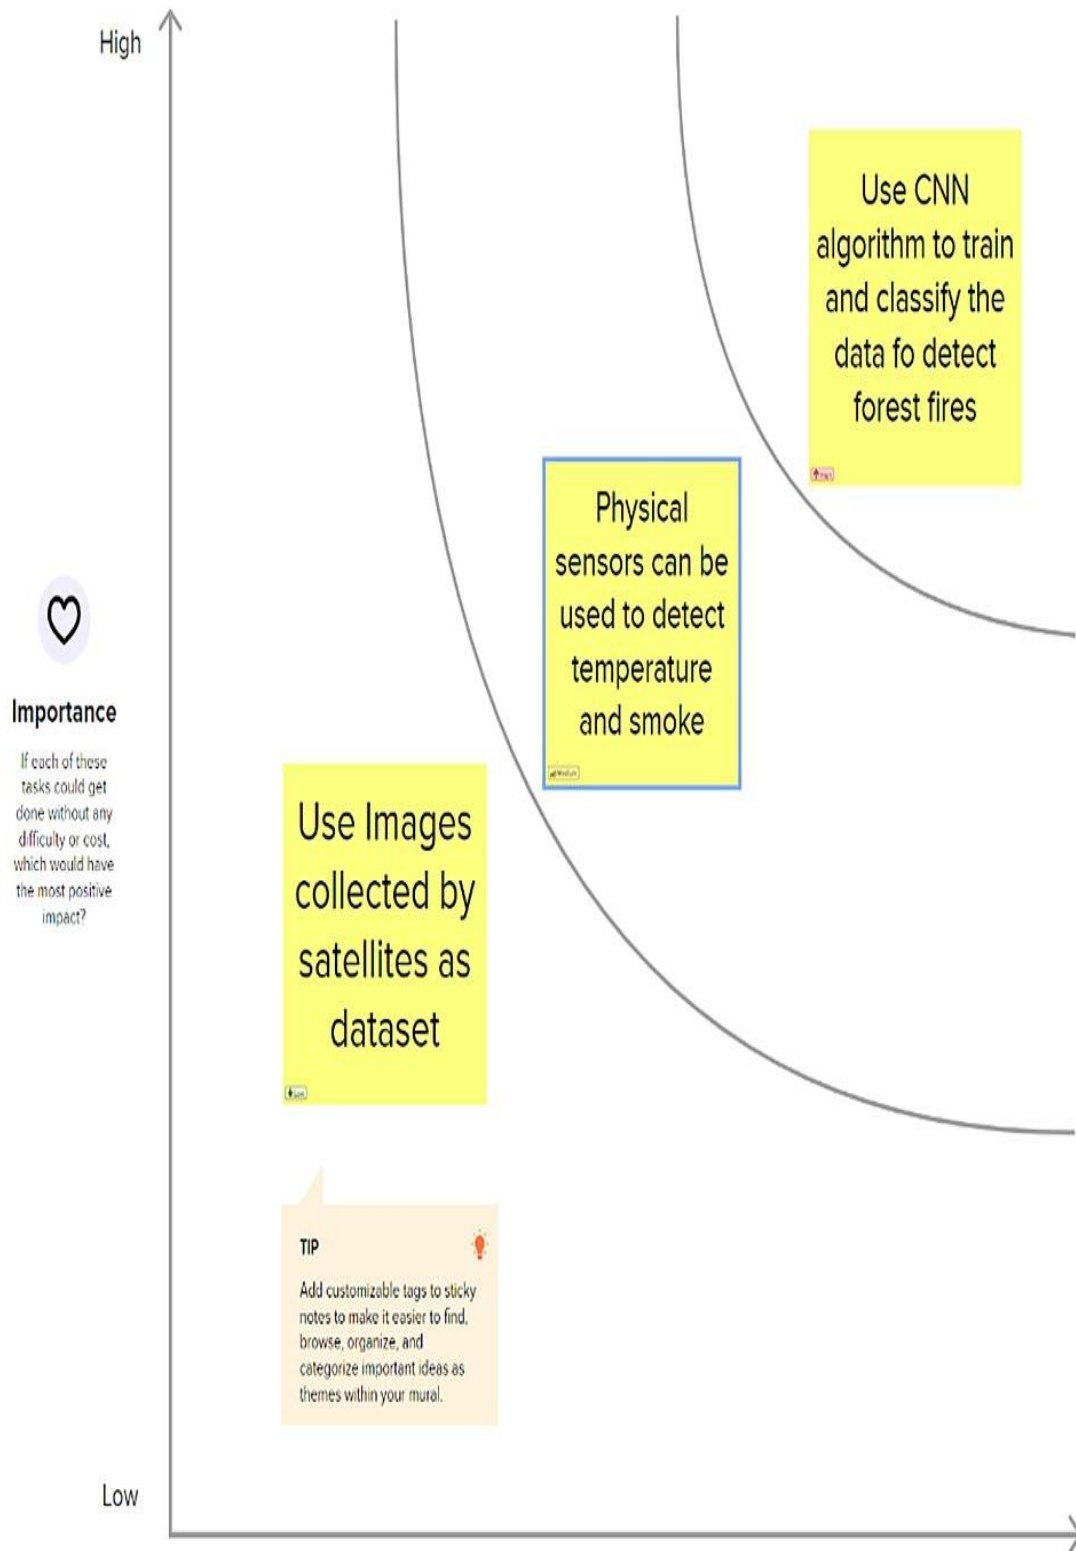 High
Use CNN
algorithm to train
and classify the
data fo detect
forest fires
High
Physical
sensors can be
used to detect
temperature
and smoke
Medium
Importance
If each of these
tasks could get
done without any
difficulty or cost,
which would have
the most positive
impact?
Use Images
collected by
satellites as
dataset
Low
TIP
Add customizable tags to sticky
notes to make it easier to find,
browse, organize, and
categorize important ideas as
themes within your mural.
Low